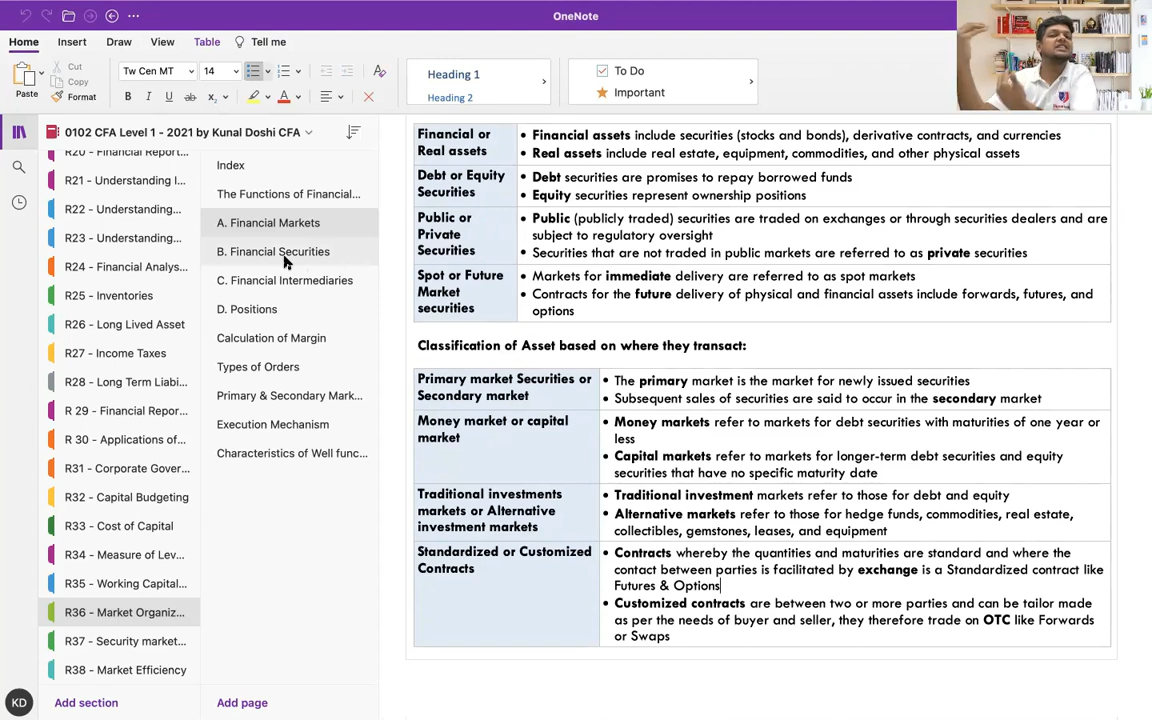 OneNote
Home Insert Draw View Table Tell me
Paste
Cut
Copy
Format
Tw Cen MT 14
B I U ab x₂ A
Heading 1
Heading 2
To Do
Important
0102 CFA Level 1 - 2021 by Kunal Doshi CFA
R20 - Financial Report...
R21 - Understanding I...
R22 - Understanding...
R23 - Understanding...
R24 - Financial Analys...
R25 - Inventories
R26 - Long Lived Asset
R27 - Income Taxes
R28 - Long Term Liabi...
R 29 - Financial Repor...
R 30 - Applications of...
R31 - Corporate Gover...
R32 - Capital Budgeting
R33 - Cost of Capital
R34 - Measure of Lev...
R35 - Working Capital...
R36 - Market Organiz...
R37 - Security market...
R38 - Market Efficiency
KD
Add section
Index
The Functions of Financial...
A. Financial Markets
B. Financial Securities
C. Financial Intermediaries
D. Positions
Calculation of Margin
Types of Orders
Primary & Secondary Mark...
Execution Mechanism
Characteristics of Well func...
Add page
Financial or
Real assets
• Financial assets include securities (stocks and bonds), derivative contracts, and currencies
• Real assets include real estate, equipment, commodities, and other physical assets
Debt or Equity
Securities
• Debt securities are promises to repay borrowed funds
• Equity securities represent ownership positions
Public or
Private
Securities
• Public (publicly traded) securities are traded on exchanges or through securities dealers and are
subject to regulatory oversight
• Securities that are not traded in public markets are referred to as private securities
Spot or Future
Market
securities
• Markets for immediate delivery are referred to as spot markets
• Contracts for the future delivery of physical and financial assets include forwards, futures, and
options
Classification of Asset based on where they transact:
Primary market Securities or
Secondary market
• The primary market is the market for newly issued securities
• Subsequent sales of securities are said to occur in the secondary market
Money market or capital
market
• Money markets refer to markets for debt securities with maturities of one year or
less
• Capital markets refer to markets for longer-term debt securities and equity
securities that have no specific maturity date
Traditional investments
markets or Alternative
investment markets
• Traditional investment markets refer to those for debt and equity
• Alternative markets refer to those for hedge funds, commodities, real estate,
collectibles, gemstones, leases, and equipment
Standardized or Customized
Contracts
• Contracts whereby the quantities and maturities are standard and where the
contact between parties is facilitated by exchange is a Standardized contract like
Futures & Options
• Customized contracts are between two or more parties and can be tailor made
as per the needs of buyer and seller, they therefore trade on OTC like Forwards
or Swaps